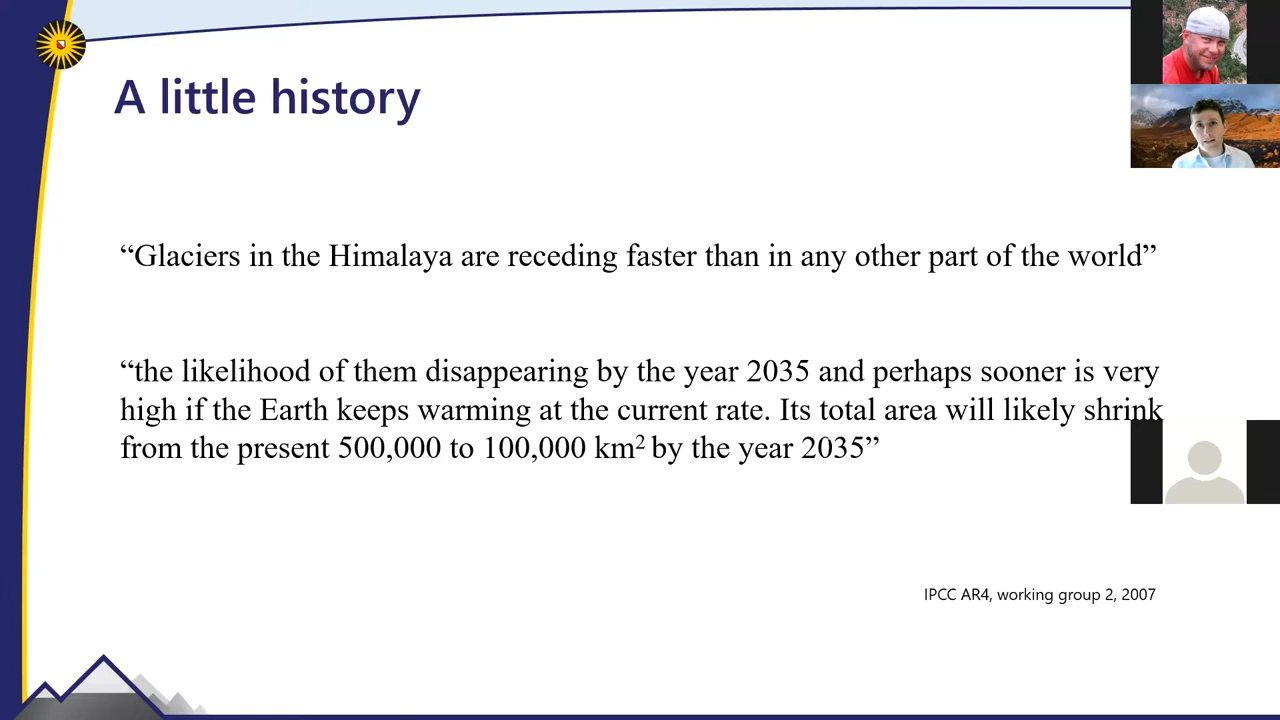 A little history
“Glaciers in the Himalaya are receding faster than in any other part of the world”
“the likelihood of them disappearing by the year 2035 and perhaps sooner is very
high if the Earth keeps warming at the current rate. Its total area will likely shrink
from the present 500,000 to 100,000 km² by the year 2035”
IPCC AR4, working group 2, 2007